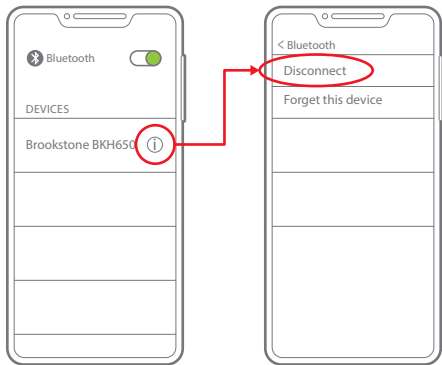 Bluetooth
DEVICES
Brookstone BKH650
< Bluetooth
Disconnect
Forget this device